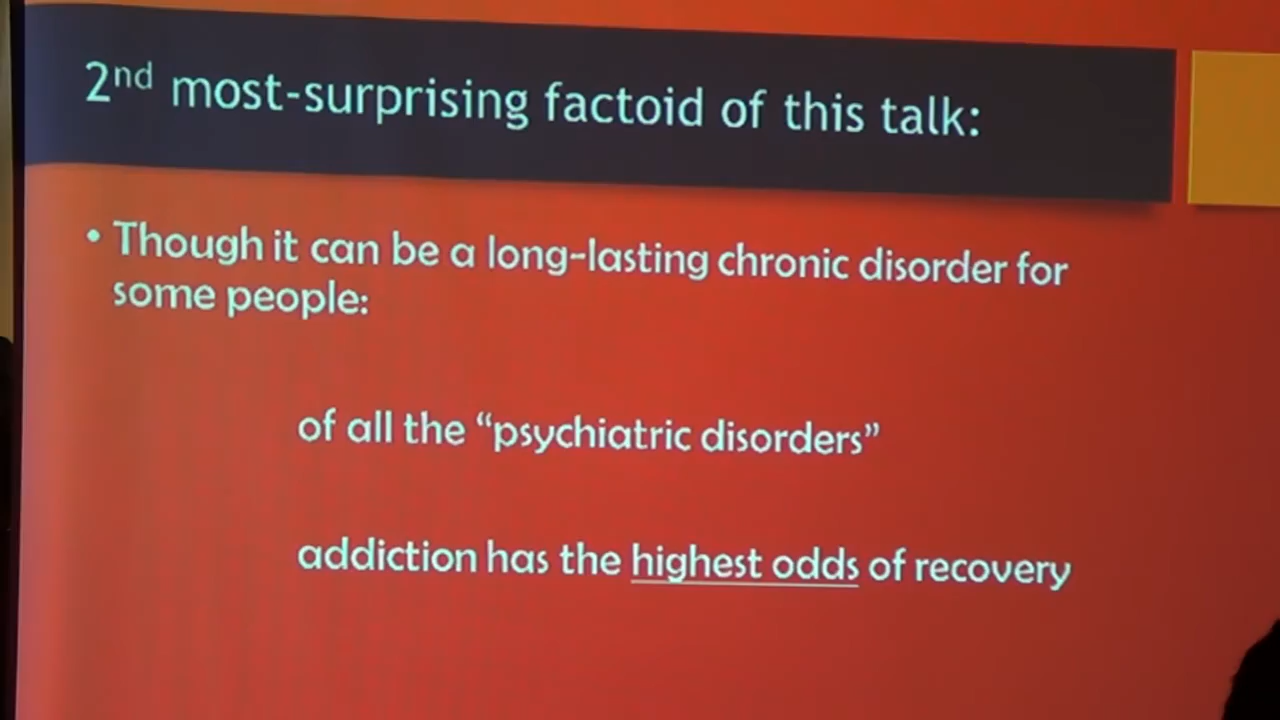 2nd most-surprising factoid of this talk:
• Though it can be a long-lasting chronic disorder for
some people:
of all the “psychiatric disorders”
addiction has the highest odds of recovery